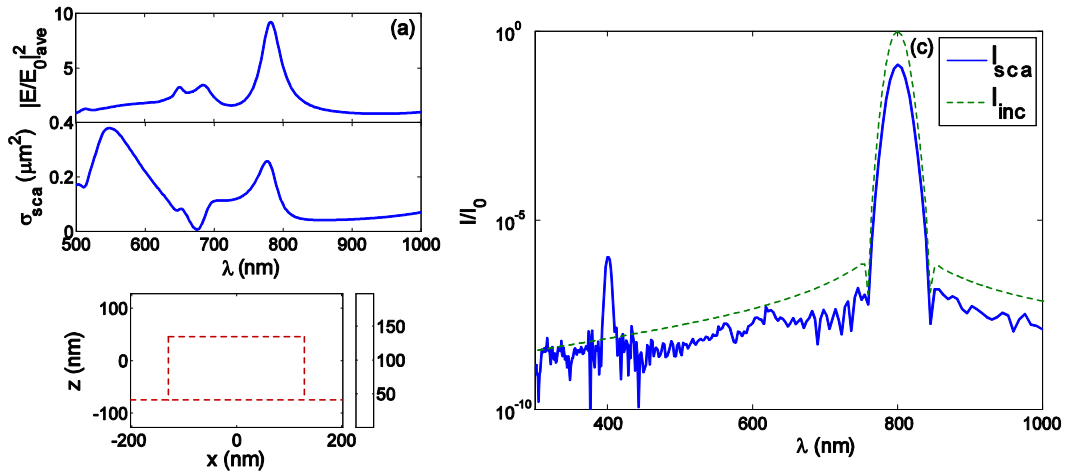 (a)
|E/E0|²ave
10
5
0.4
σsca (μm²)
0.2
0
500 600 700 800 900 1000
λ (nm)
z (nm)
100
0
-100
-200 0 200
x (nm)
150
100
50
(c)
I/I0
10^0
10^-5
10^-10
400 600 800 1000
λ (nm)
Isca
Iinc